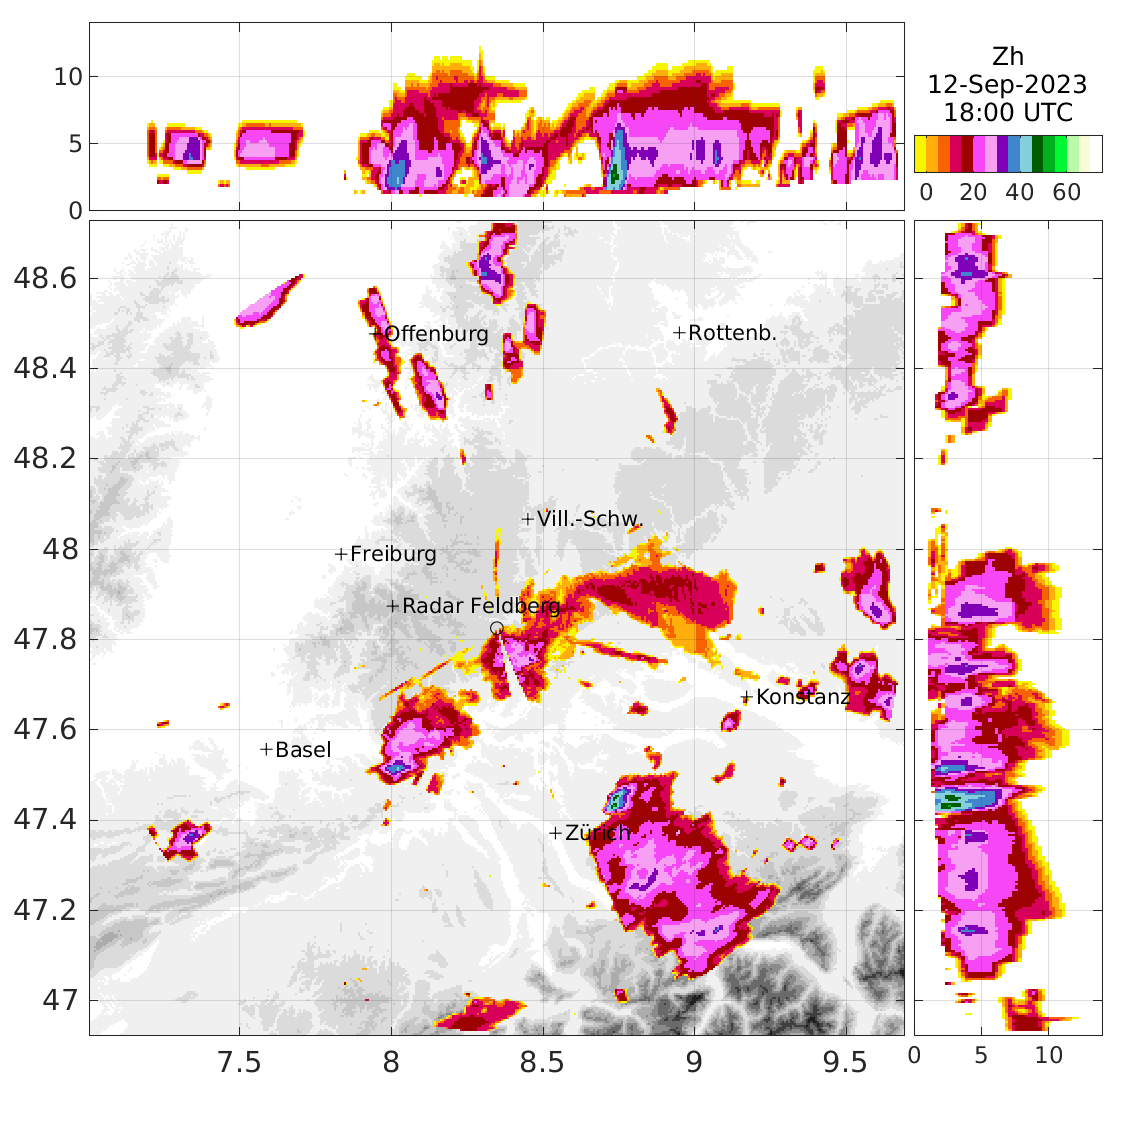 Zh
12-Sep-2023
18:00 UTC
0 20 40 60
10
5
0
48.6
48.4
48.2
48
47.8
47.6
47.4
47.2
47
Offenburg
Rottenb.
Vill.-Schw.
Freiburg
Radar Feldberg
Konstanz
Basel
Zürich
7.5 8 8.5 9 9.5
0 5 10